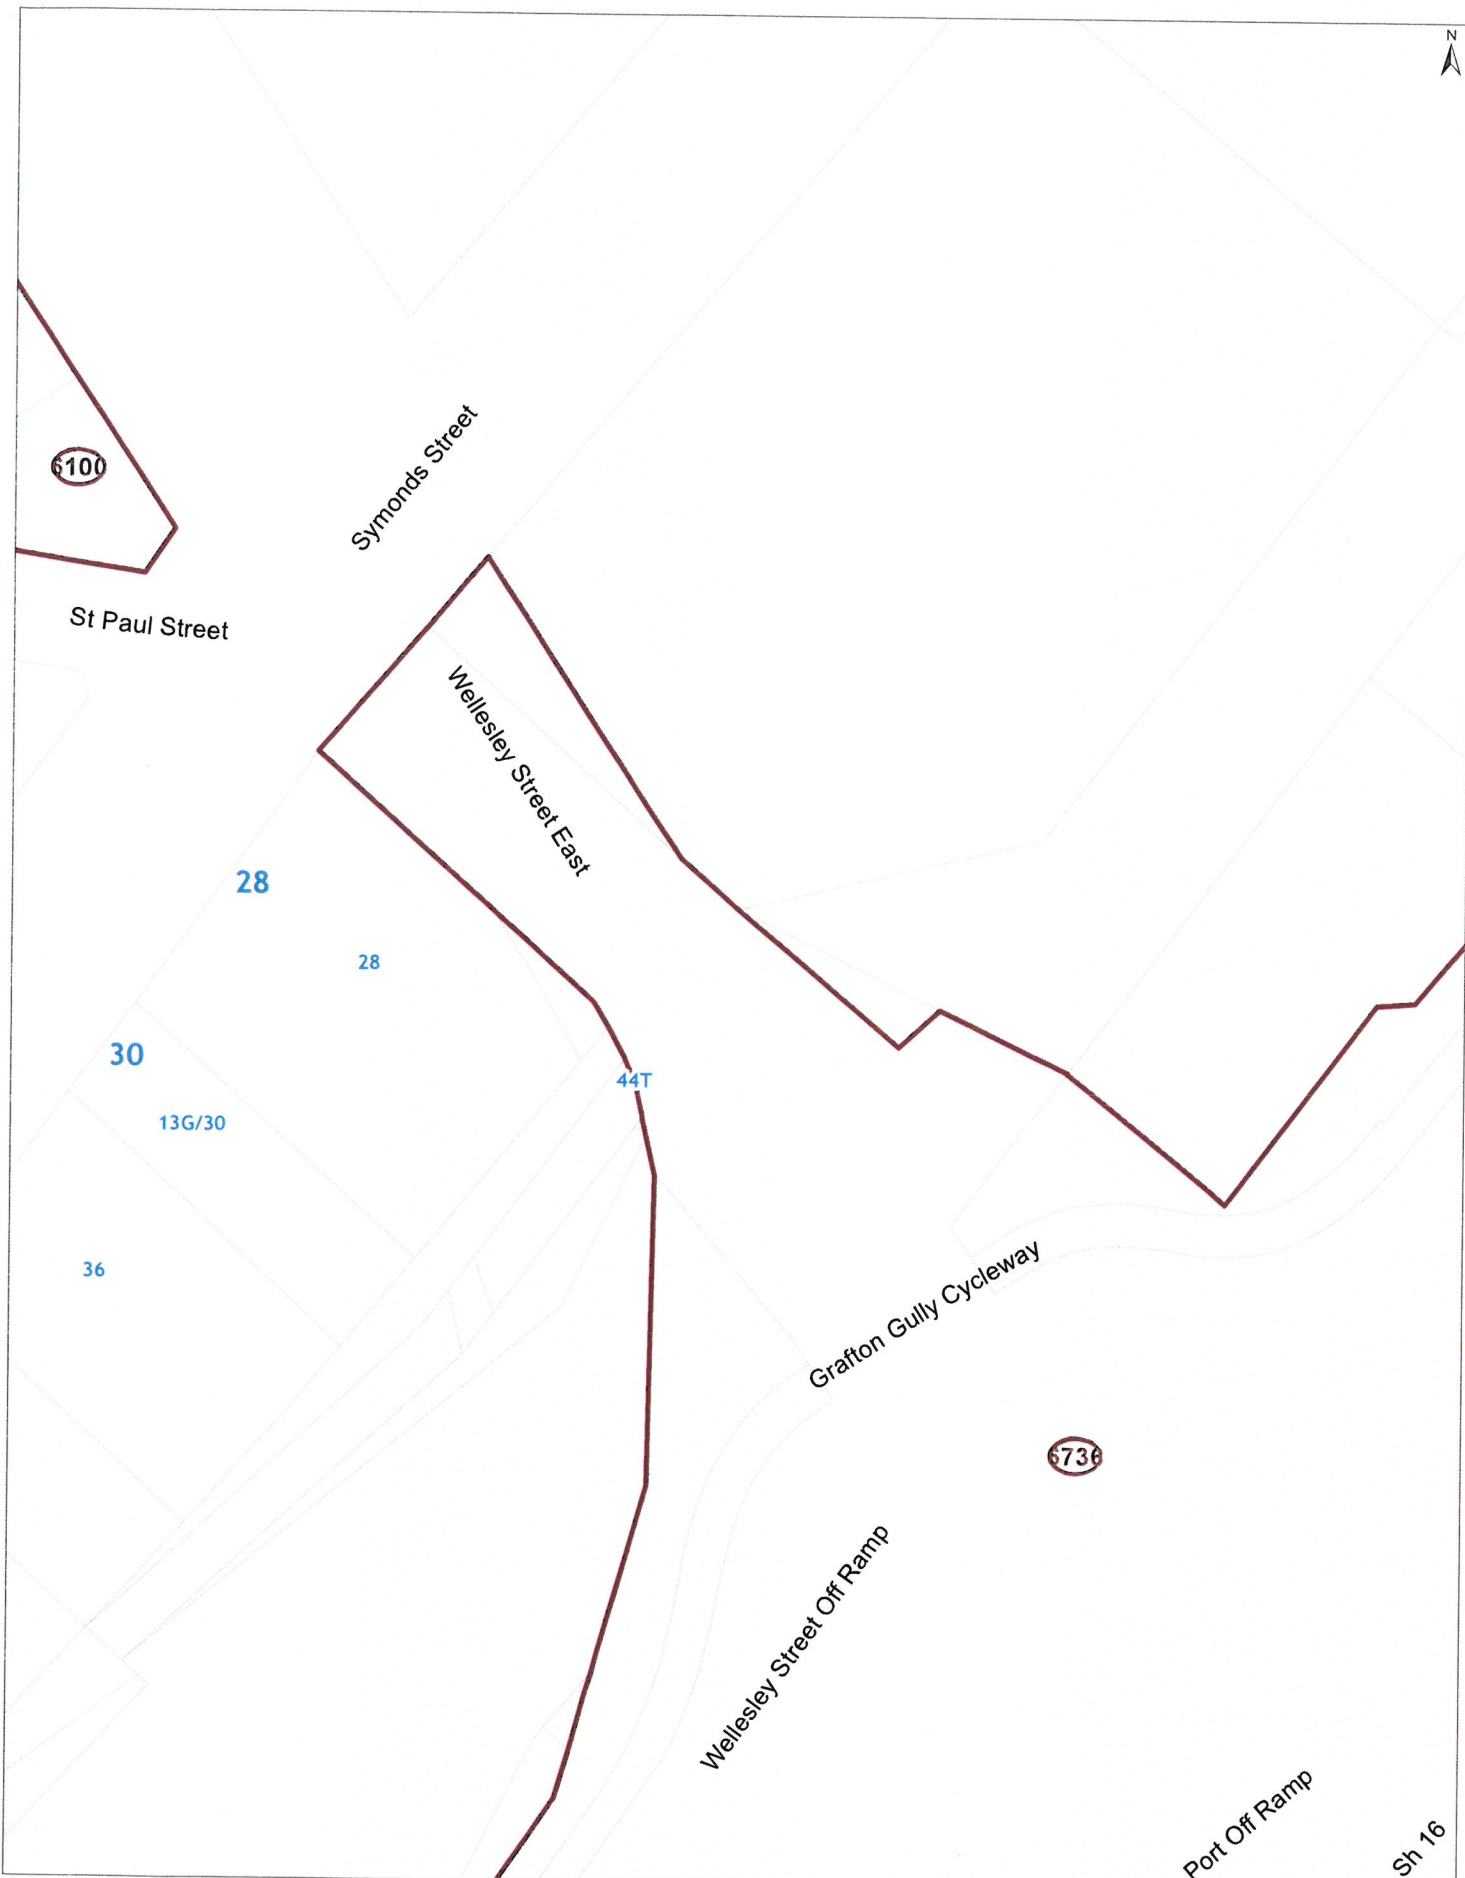 N
6100
Symonds Street
St Paul Street
Wellesley Street East
28
28
30
44T
13G/30
36
Grafton Gully Cycleway
6736
Wellesley Street Off Ramp
Port Off Ramp
Sh 16